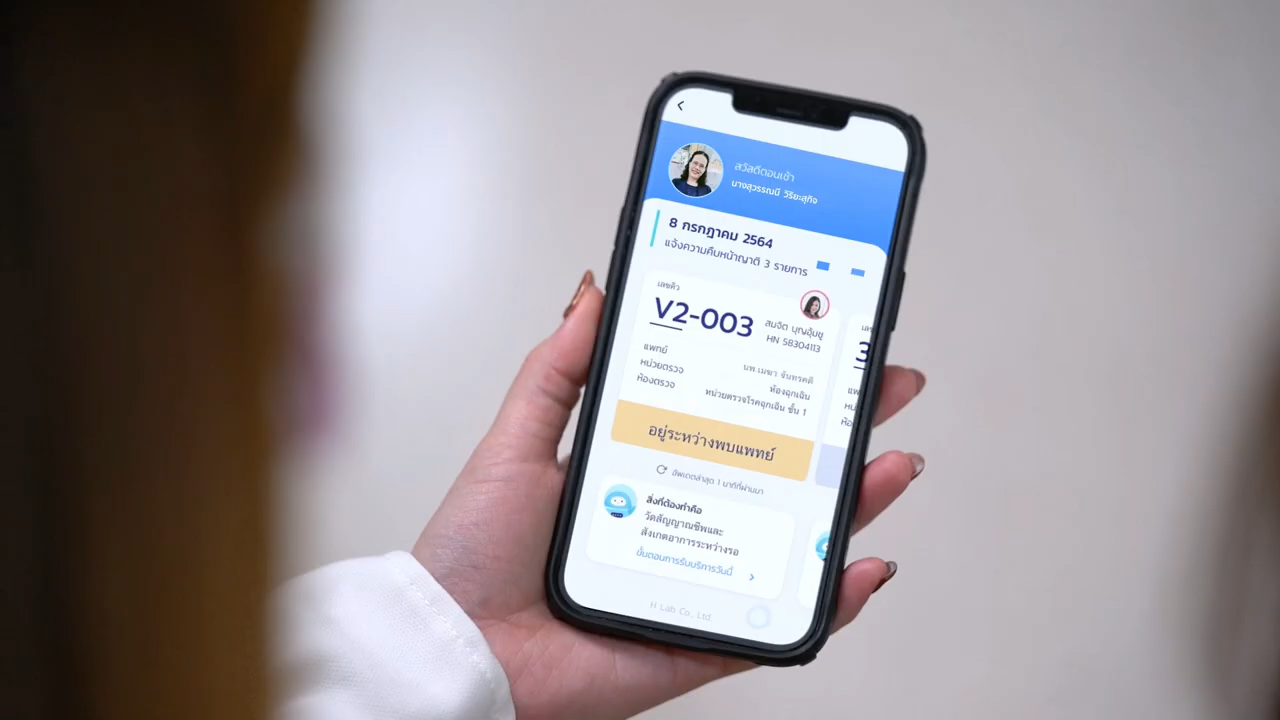 สวัสดีตอนเช้า
นางสุวรรณี วิริยะสุกิจ
8 กรกฎาคม 2564
แจ้งความคืบหน้าญาติ 3 รายการ
เลขคิว
V2-003
สมจิต บุญอุ้มชู
HN 58304113
แพทย์
นพ.เมฆา จันทรคติ
หน่วยตรวจ
ห้องฉุกเฉิน
ห้องตรวจ
หน่วยตรวจโรคฉุกเฉิน ชั้น 1
อยู่ระหว่างพบแพทย์
อัพเดตล่าสุด 1 นาทีที่ผ่านมา
สิ่งที่ต้องทำคือ
วัดสัญญาณชีพและ
สังเกตอาการระหว่างรอ
ขั้นตอนการรับบริการวันนี้
H Lab Co., Ltd
3